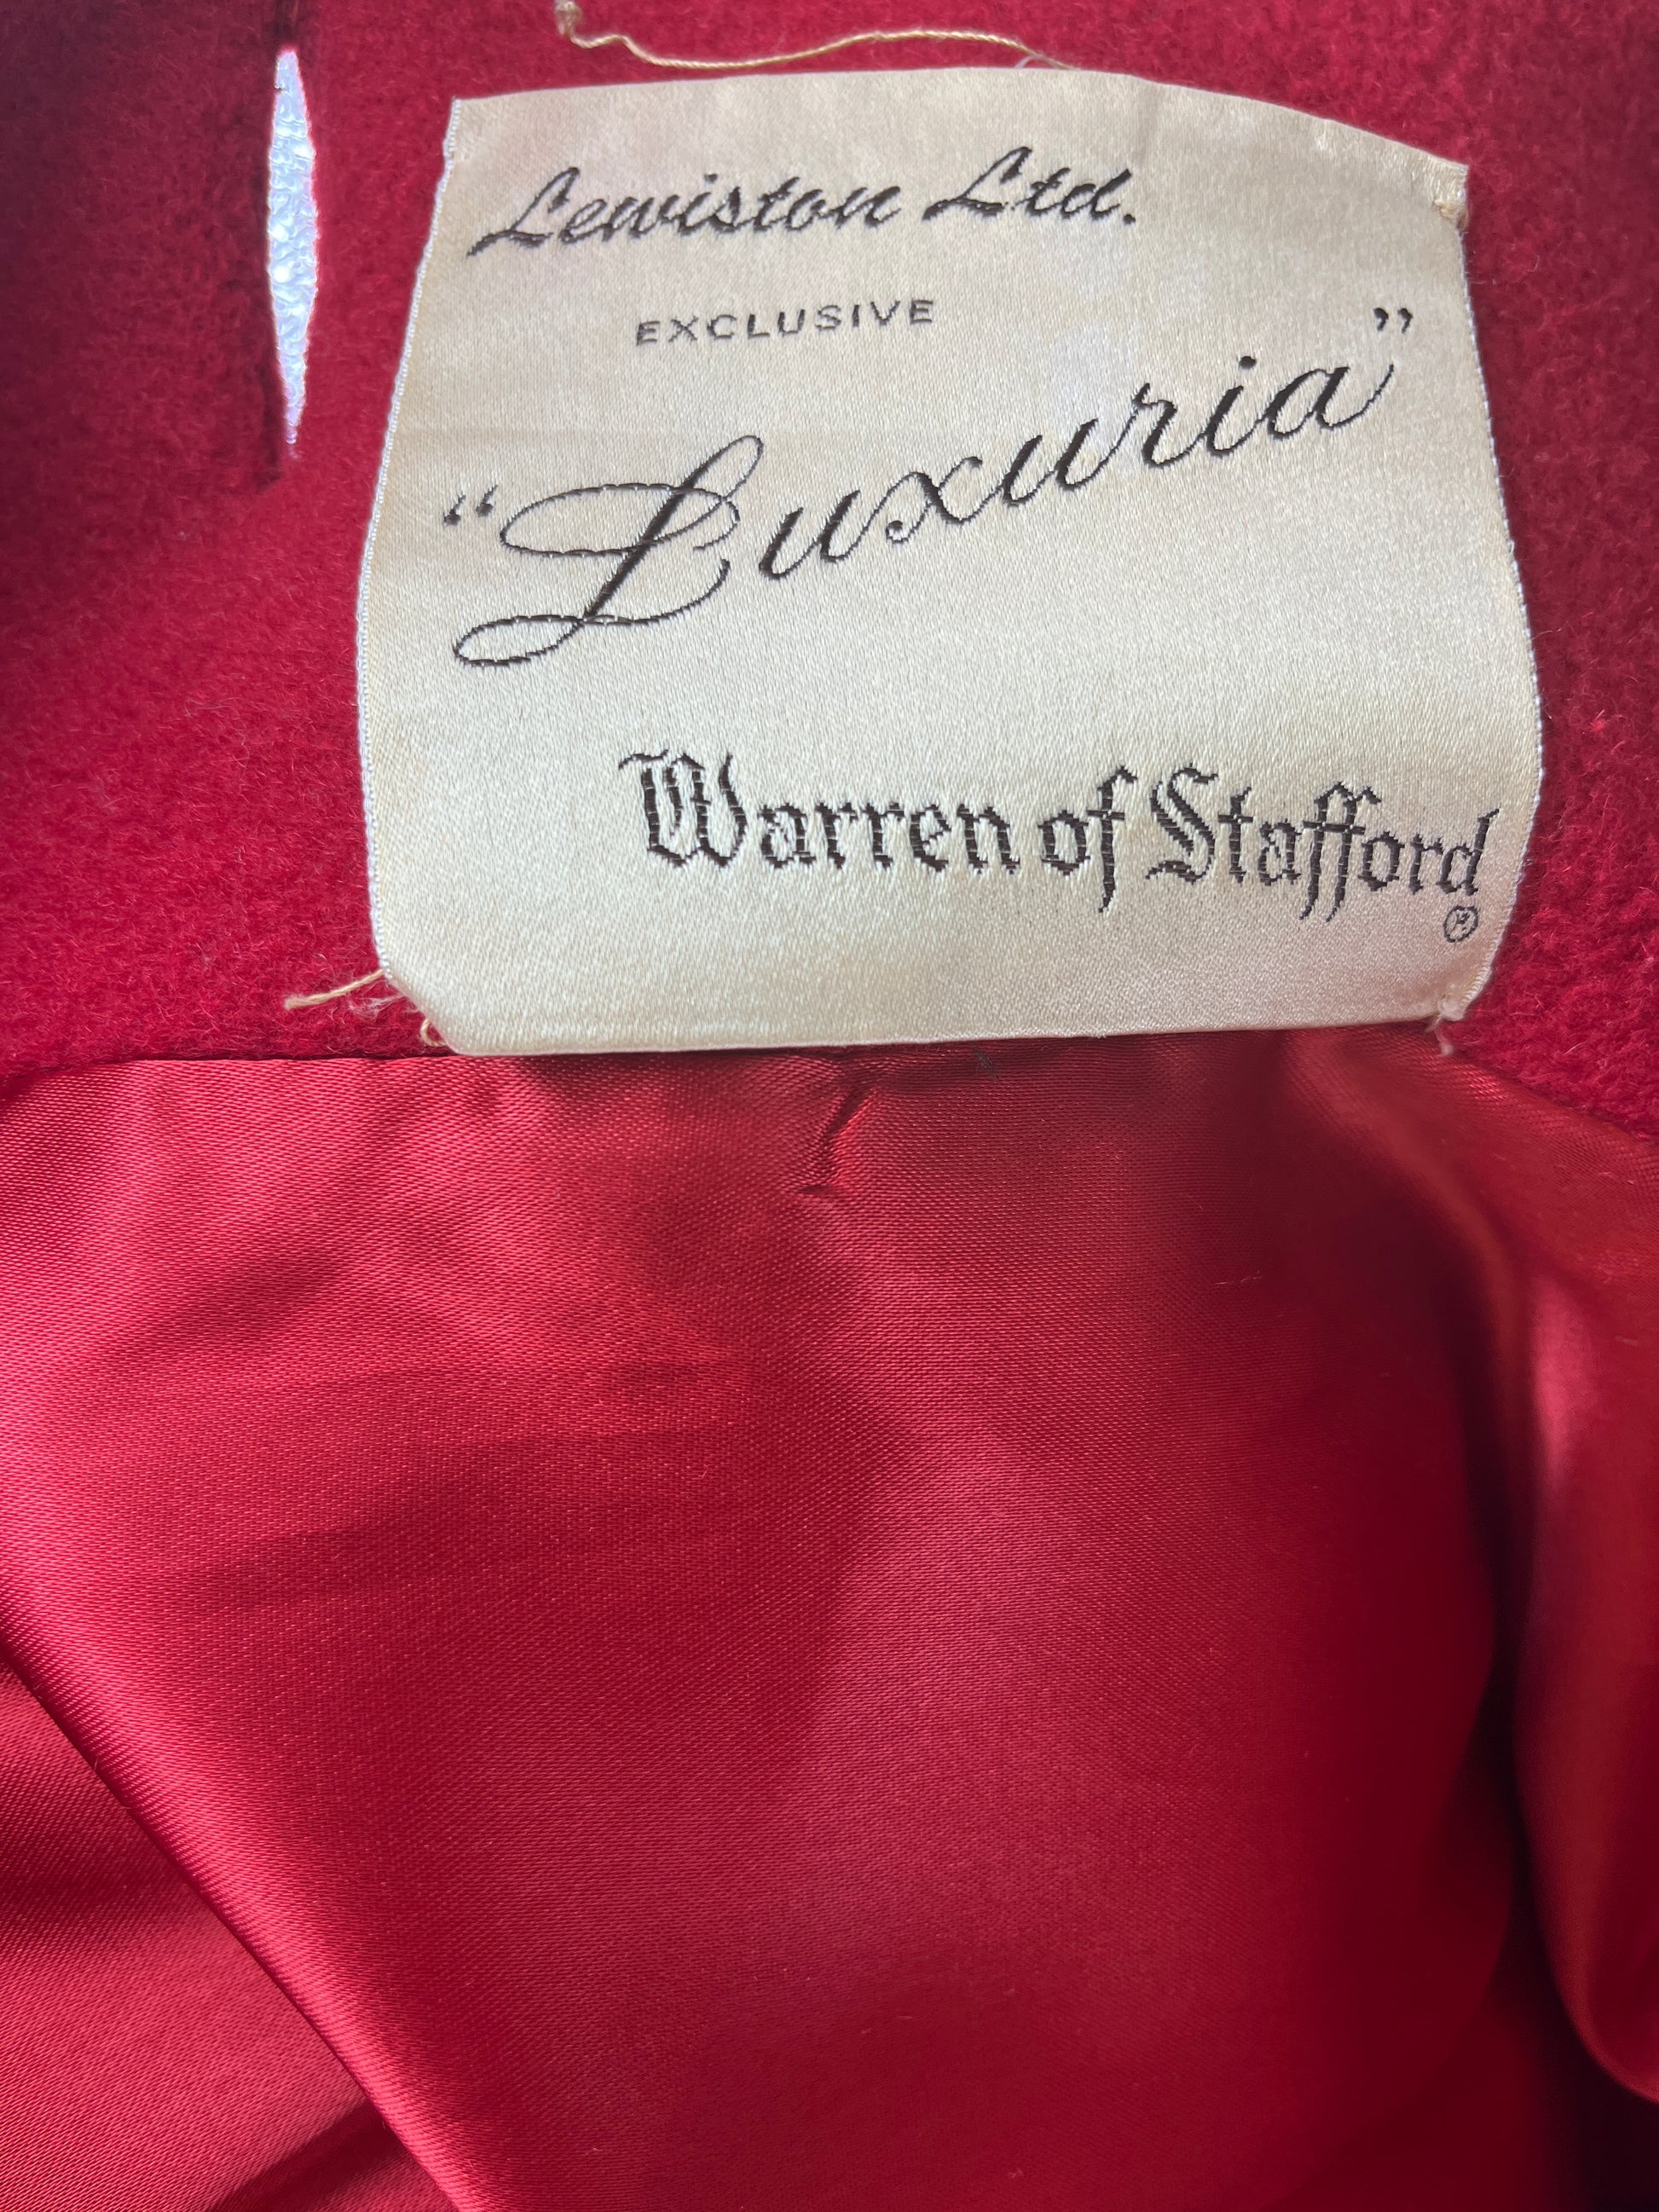 Lewiston Ltd.
EXCLUSIVE
“Luxuria”
Warren of Stafford
®